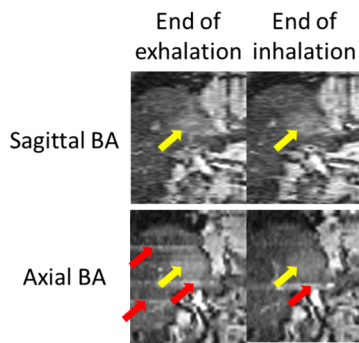 End of exhalation
End of inhalation
Sagittal BA
Axial BA